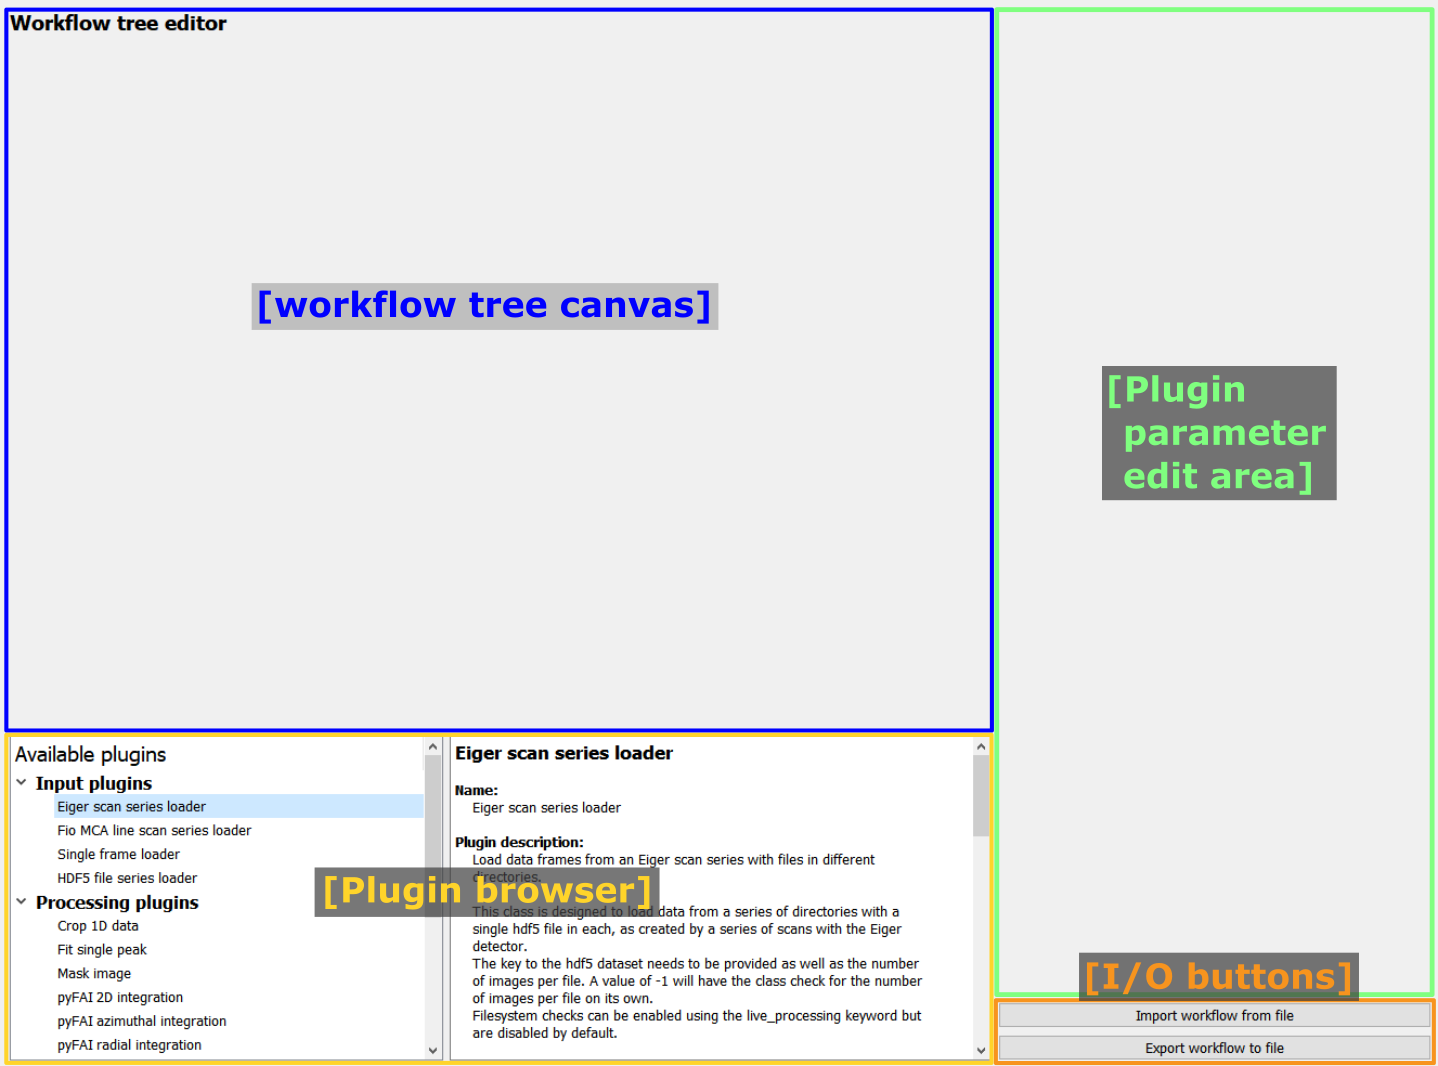 Workflow tree editor
[workflow tree canvas]
[Plugin
parameter
edit area]
Available plugins
Input plugins
Eiger scan series loader
Fio MCA line scan series loader
Single frame loader
HDF5 file series loader
Processing plugins
Crop 1D data
Fit single peak
Mask image
pyFAI 2D integration
pyFAI azimuthal integration
pyFAI radial integration
[Plugin browser]
Eiger scan series loader
Name:
Eiger scan series loader
Plugin description:
Load data frames from an Eiger scan series with files in different
directories.
This class is designed to load data from a series of directories with a
single hdf5 file in each, as created by a series of scans with the Eiger
detector.
The key to the hdf5 dataset needs to be provided as well as the number
of images per file. A value of -1 will have the class check for the number
of images per file on its own.
Filesystem checks can be enabled using the live_processing keyword but
are disabled by default.
[I/O buttons]
Import workflow from file
Export workflow to file